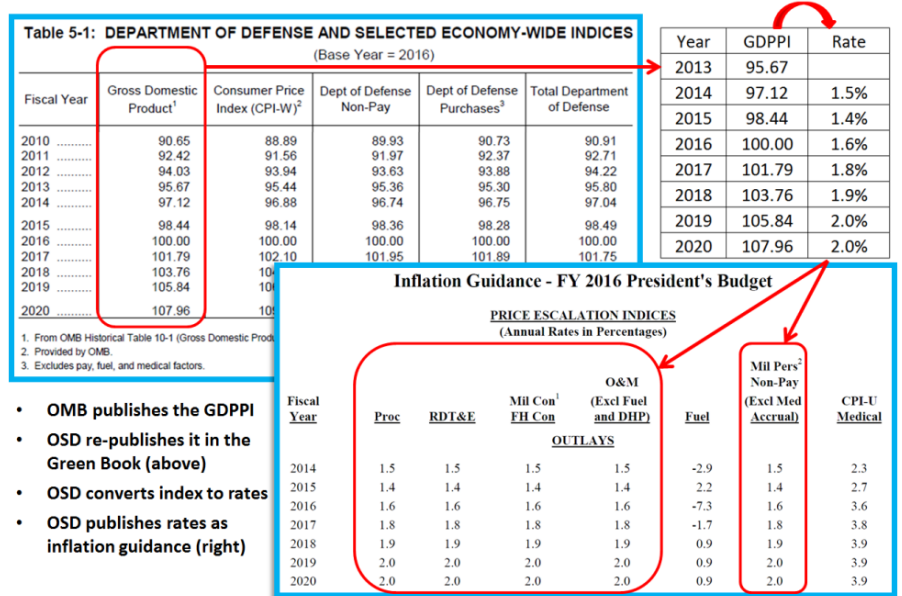 Table 5-1: DEPARTMENT OF DEFENSE AND SELECTED ECONOMY-WIDE INDICES
(Base Year = 2016)
Fiscal Year Gross Domestic Product1 Consumer Price Index (CPI-W)2 Dept of Defense Non-Pay Dept of Defense Purchases3 Total Department of Defense
2010 .......... 90.65 88.89 89.93 90.73 90.91
2011 .......... 92.42 91.56 91.97 92.37 92.71
2012 .......... 94.03 93.94 93.63 93.88 94.22
2013 .......... 95.67 95.44 95.36 95.30 95.80
2014 .......... 97.12 96.88 96.74 96.75 97.04
2015 .......... 98.44 98.14 98.36 98.28 98.49
2016 .......... 100.00 100.00 100.00 100.00 100.00
2017 .......... 101.79 102.10 101.95 101.89 101.75
2018 .......... 103.76
2019 .......... 105.84
2020 .......... 107.96
1. From OMB Historical Table 10-1 (Gross Domestic
2. Provided by OMB.
3. Excludes pay, fuel, and medical factors.
Year GDPPI Rate
2013 95.67
2014 97.12 1.5%
2015 98.44 1.4%
2016 100.00 1.6%
2017 101.79 1.8%
2018 103.76 1.9%
2019 105.84 2.0%
2020 107.96 2.0%
• OMB publishes the GDPPI
• OSD re-publishes it in the
Green Book (above)
• OSD converts index to rates
• OSD publishes rates as
inflation guidance (right)
Inflation Guidance - FY 2016 President's Budget
PRICE ESCALATION INDICES
(Annual Rates in Percentages)
Fiscal Year Proc RDT&E Mil Con1 FH Con O&M (Excl Fuel and DHP) Fuel Mil Pers2 Non-Pay (Excl Med Accrual) CPI-U Medical
OUTLAYS
2014 1.5 1.5 1.5 1.5 -2.9 1.5 2.3
2015 1.4 1.4 1.4 1.4 2.2 1.4 2.7
2016 1.6 1.6 1.6 1.6 -7.3 1.6 3.6
2017 1.8 1.8 1.8 1.8 -1.7 1.8 3.8
2018 1.9 1.9 1.9 1.9 0.9 1.9 3.9
2019 2.0 2.0 2.0 2.0 0.9 2.0 3.9
2020 2.0 2.0 2.0 2.0 0.9 2.0 3.9